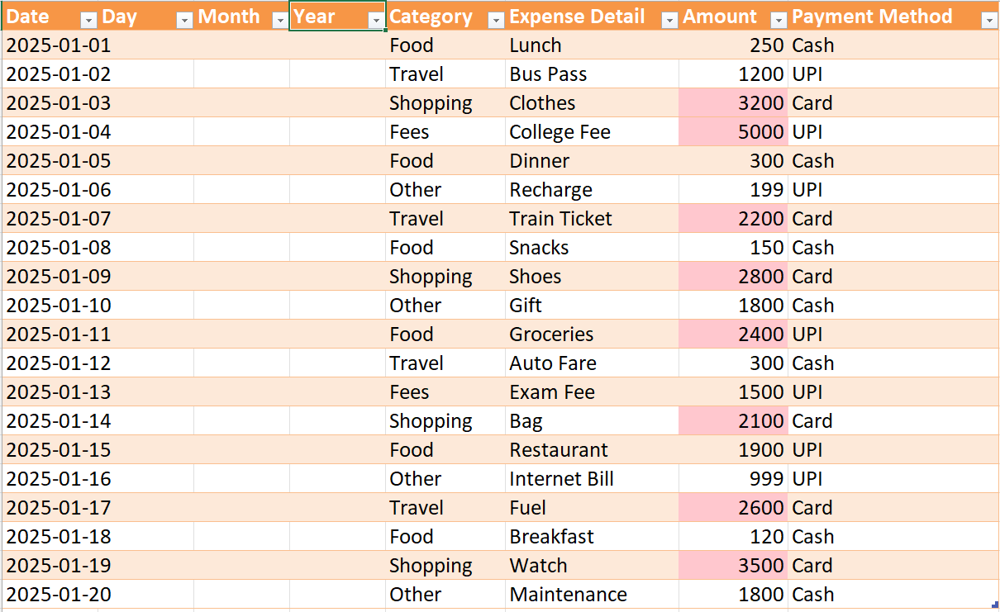 Date Day Month Year Category Expense Detail Amount Payment Method
2025-01-01 Food Lunch 250 Cash
2025-01-02 Travel Bus Pass 1200 UPI
2025-01-03 Shopping Clothes 3200 Card
2025-01-04 Fees College Fee 5000 UPI
2025-01-05 Food Dinner 300 Cash
2025-01-06 Other Recharge 199 UPI
2025-01-07 Travel Train Ticket 2200 Card
2025-01-08 Food Snacks 150 Cash
2025-01-09 Shopping Shoes 2800 Card
2025-01-10 Other Gift 1800 Cash
2025-01-11 Food Groceries 2400 UPI
2025-01-12 Travel Auto Fare 300 Cash
2025-01-13 Fees Exam Fee 1500 UPI
2025-01-14 Shopping Bag 2100 Card
2025-01-15 Food Restaurant 1900 UPI
2025-01-16 Other Internet Bill 999 UPI
2025-01-17 Travel Fuel 2600 Card
2025-01-18 Food Breakfast 120 Cash
2025-01-19 Shopping Watch 3500 Card
2025-01-20 Other Maintenance 1800 Cash